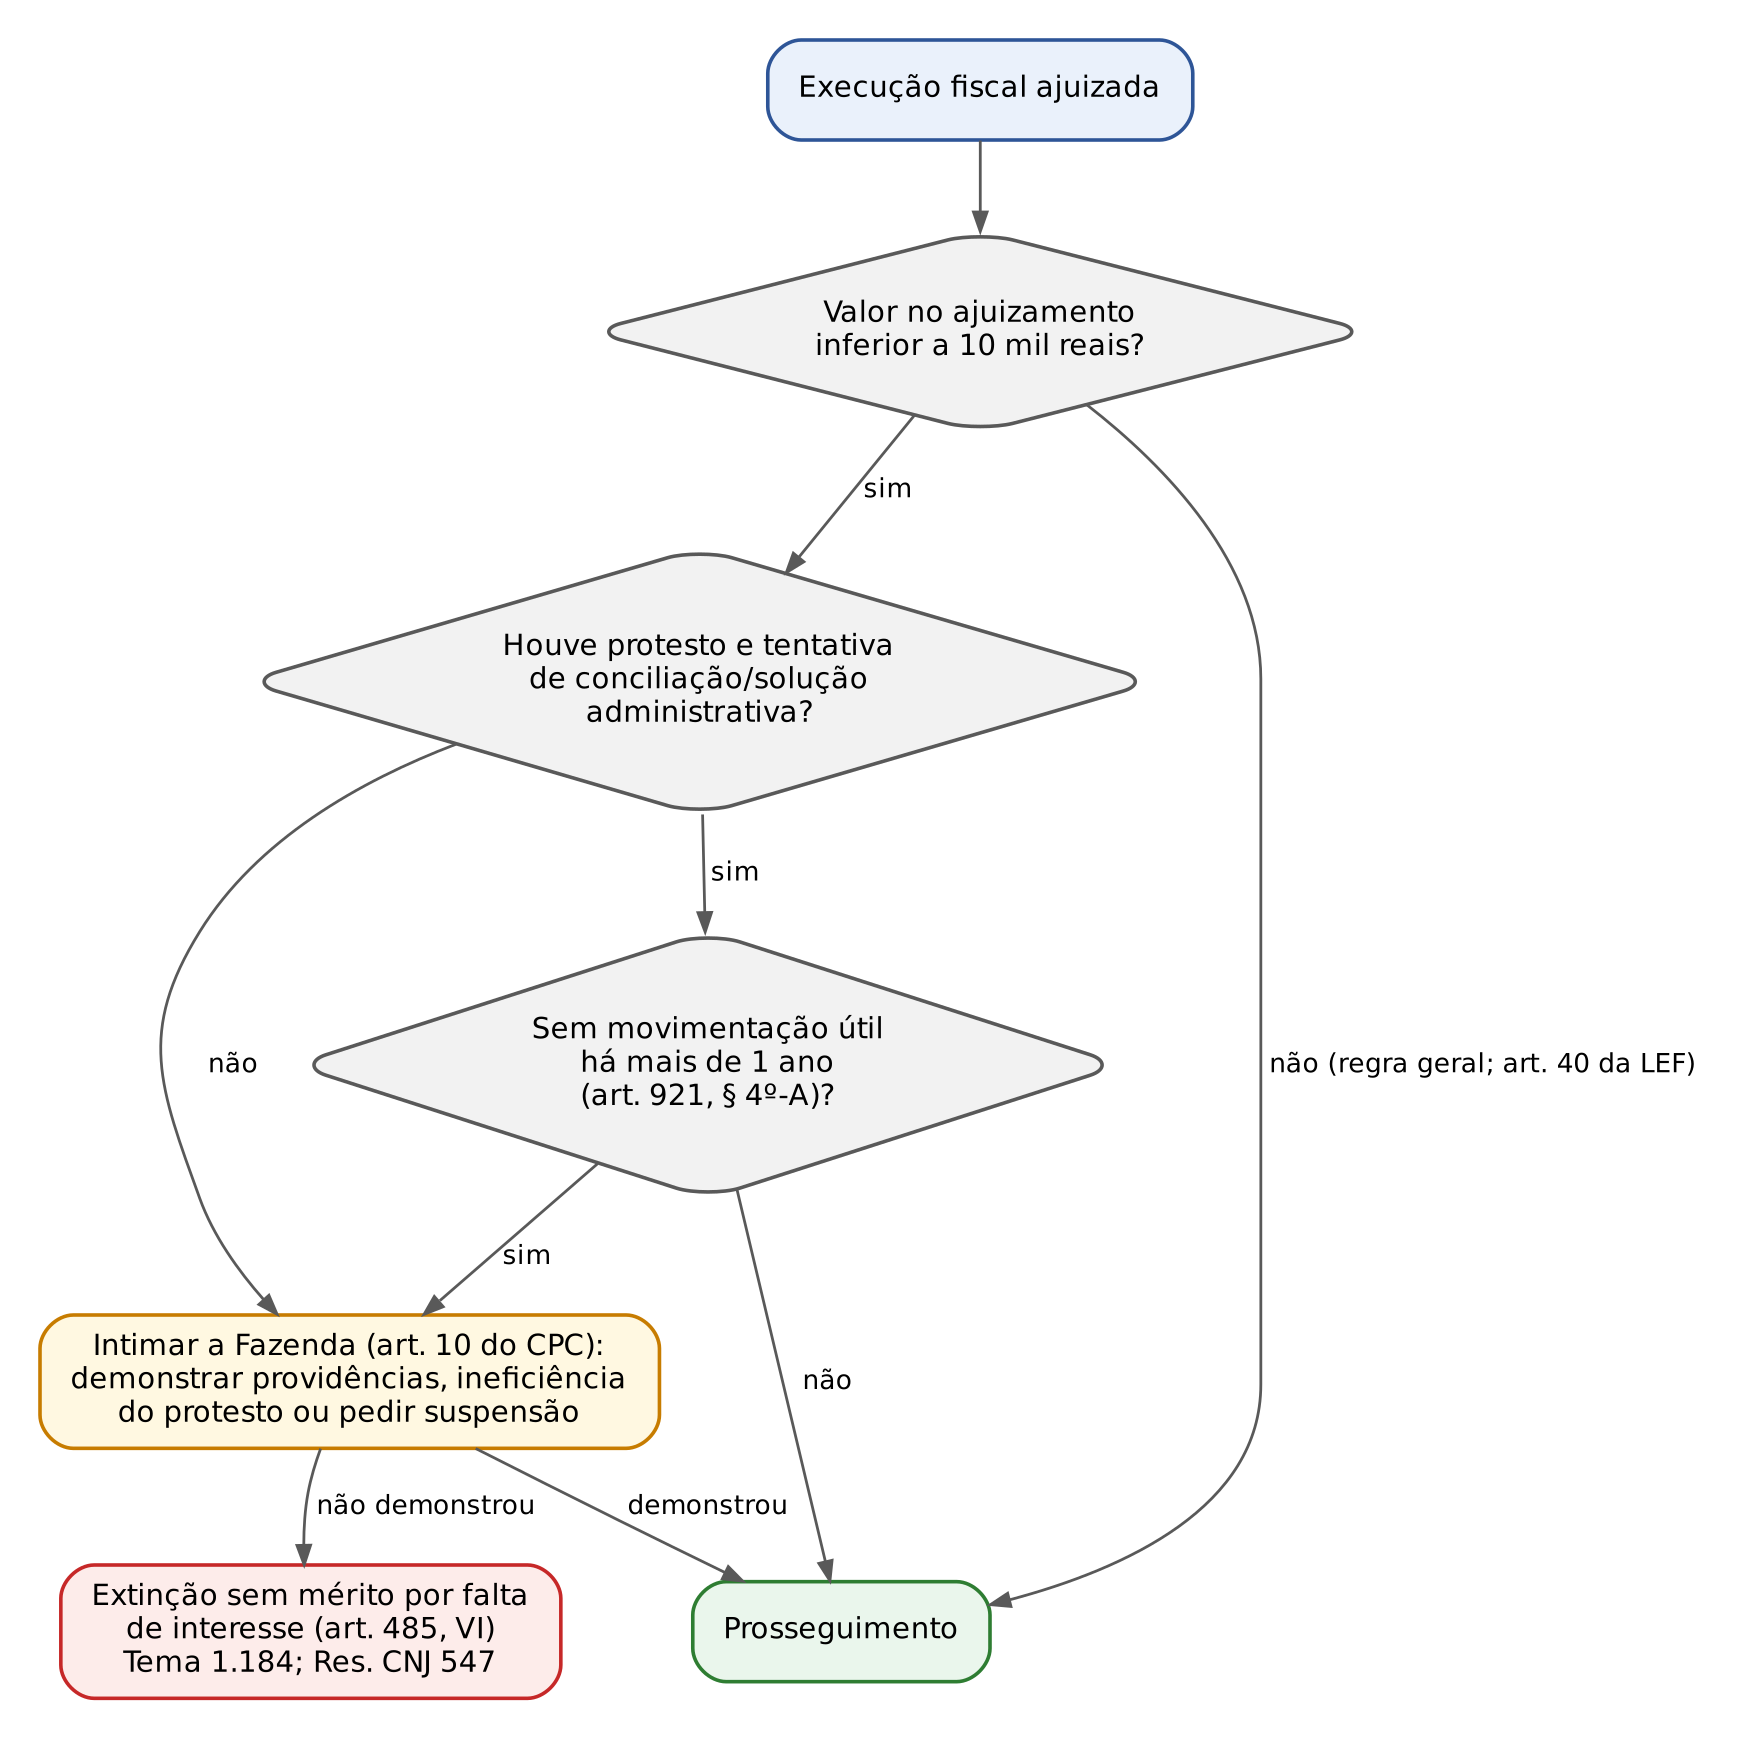 Execução fiscal ajuizada
Valor no ajuizamento
inferior a 10 mil reais?
sim
Houve protesto e tentativa
de conciliação/solução
administrativa?
sim
Sem movimentação útil
há mais de 1 ano
(art. 921, § 4º-A)?
não
não (regra geral; art. 40 da LEF)
sim
Intimar a Fazenda (art. 10 do CPC):
demonstrar providências, ineficiência
do protesto ou pedir suspensão
não
não demonstrou
demonstrou
Extinção sem mérito por falta
de interesse (art. 485, VI)
Tema 1.184; Res. CNJ 547
Prosseguimento